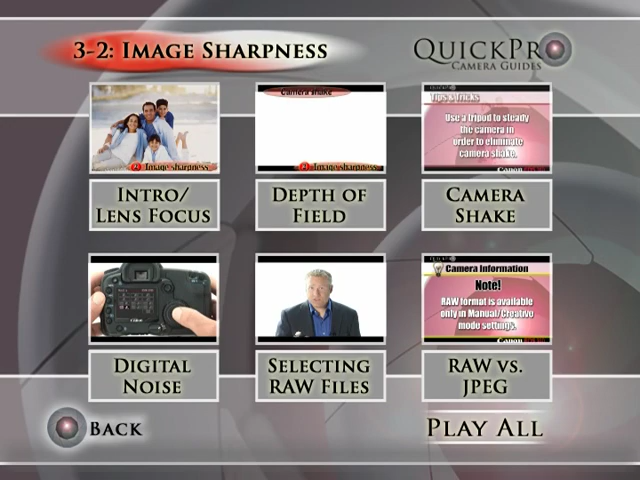 3-2: IMAGE SHARPNESS
QUICKPRO
CAMERA GUIDES
Image sharpness
INTRO/
LENS FOCUS
Camera shake
Image sharpness
DEPTH OF
FIELD
Tips & Tricks
Use a tripod to steady
the camera in
order to eliminate
camera shake.
Canon
CAMERA
SHAKE
DIGITAL
NOISE
SELECTING
RAW FILES
Camera Information
Note!
RAW format is available
only in Manual/Creative
mode settings.
Canon
RAW VS.
JPEG
BACK
PLAY ALL